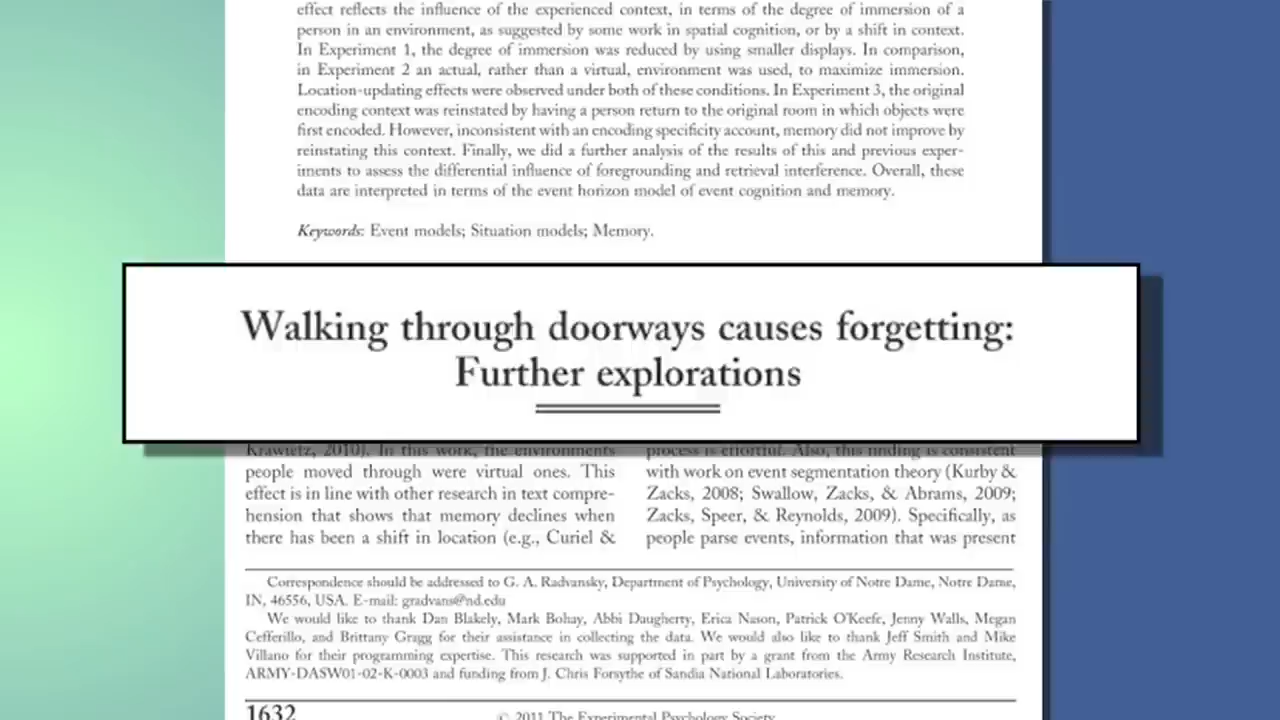 effect reflects the influence of the experienced context, in terms of the degree of immersion of a
person in an environment, as suggested by some work in spatial cognition, or by a shift in context.
In Experiment 1, the degree of immersion was reduced by using smaller displays. In comparison,
in Experiment 2 an actual, rather than a virtual, environment was used, to maximize immersion.
Location-updating effects were observed under both of these conditions. In Experiment 3, the original
encoding context was reinstated by having a person return to the original room in which objects were
first encoded. However, inconsistent with an encoding specificity account, memory did not improve by
reinstating this context. Finally, we did a further analysis of the results of this and previous exper-
iments to assess the differential influence of foregrounding and retrieval interference. Overall, these
data are interpreted in terms of the event horizon model of event cognition and memory.
Keywords: Event models; Situation models; Memory.
Walking through doorways causes forgetting:
Further explorations
Krawietz, 2010). In this work, the environments
people moved through were virtual ones. This
effect is in line with other research in text compre-
hension that shows that memory declines when
there has been a shift in location (e.g., Curiel &
process is effortful. Also, this finding is consistent
with work on event segmentation theory (Kurby &
Zacks, 2008; Swallow, Zacks, & Abrams, 2009;
Zacks, Speer, & Reynolds, 2009). Specifically, as
people parse events, information that was present
Correspondence should be addressed to G. A. Radvansky, Department of Psychology, University of Notre Dame, Notre Dame,
IN, 46556, USA. E-mail: gradvans@nd.edu
We would like to thank Dan Blakely, Mark Bohay, Abbi Daugherty, Erica Nason, Patrick O'Keefe, Jenny Walls, Megan
Cefferillo, and Brittany Gragg for their assistance in collecting the data. We would also like to thank Jeff Smith and Mike
Villano for their programming expertise. This research was supported in part by a grant from the Army Research Institute,
ARMY-DASW01-02-K-0003 and funding from J. Chris Forsythe of Sandia National Laboratories.
1632
© 2011 The Experimental Psychology Society